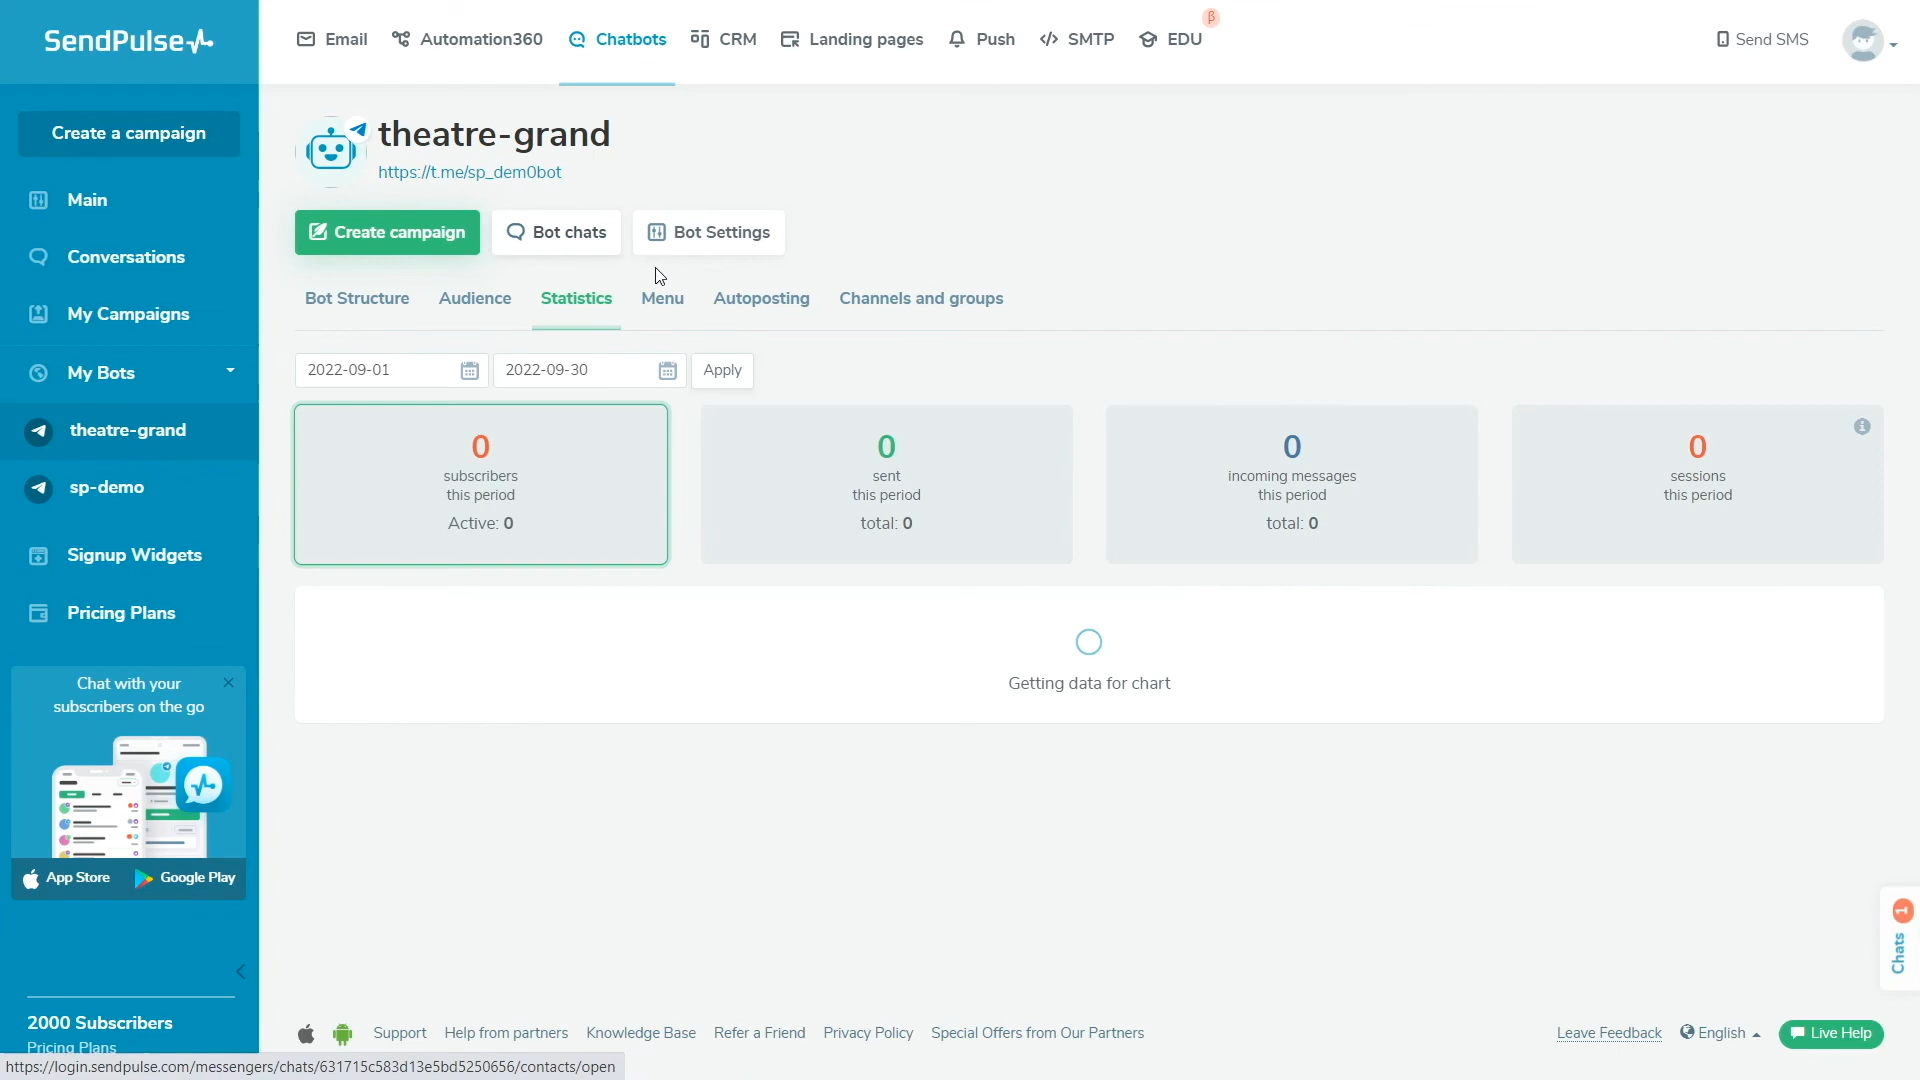 SendPulse
Email
Automation360
Chatbots
CRM
Landing pages
Push
SMTP
EDU
β
Send SMS
Create a campaign
Main
Conversations
My Campaigns
My Bots
theatre-grand
sp-demo
Signup Widgets
Pricing Plans
Chat with your
subscribers on the go
App Store
Google Play
2000 Subscribers
Pricing Plans
theatre-grand
https://t.me/sp_dem0bot
Create campaign
Bot chats
Bot Settings
Bot Structure
Audience
Statistics
Menu
Autoposting
Channels and groups
2022-09-01
2022-09-30
Apply
0
subscribers
this period
Active: 0
0
sent
this period
total: 0
0
incoming messages
this period
total: 0
0
sessions
this period
Getting data for chart
Chats 1
Support
Help from partners
Knowledge Base
Refer a Friend
Privacy Policy
Special Offers from Our Partners
Leave Feedback
English
Live Help
https://login.sendpulse.com/messengers/chats/631715c583d13e5bd5250656/contacts/open